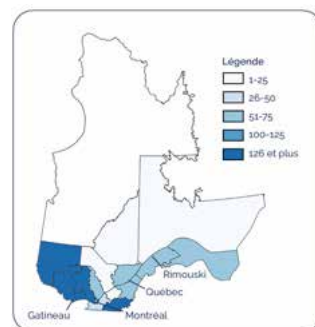 Légende
1-25
26-50
51-75
100-125
126 et plus
Rimouski
Québec
Gatineau
Montréal